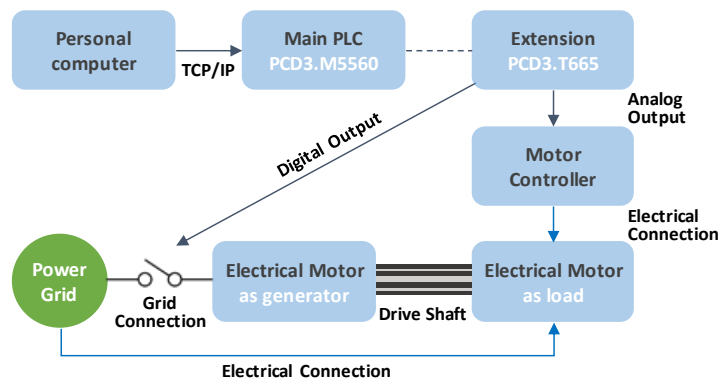 Personal
computer
TCP/IP
Main PLC
PCD3.M5560
Extension
PCD3.T665
Analog
Output
Digital Output
Motor
Controller
Electrical
Connection
Power
Grid
Grid
Connection
Electrical Motor
as generator
Drive Shaft
Electrical Motor
as load
Electrical Connection